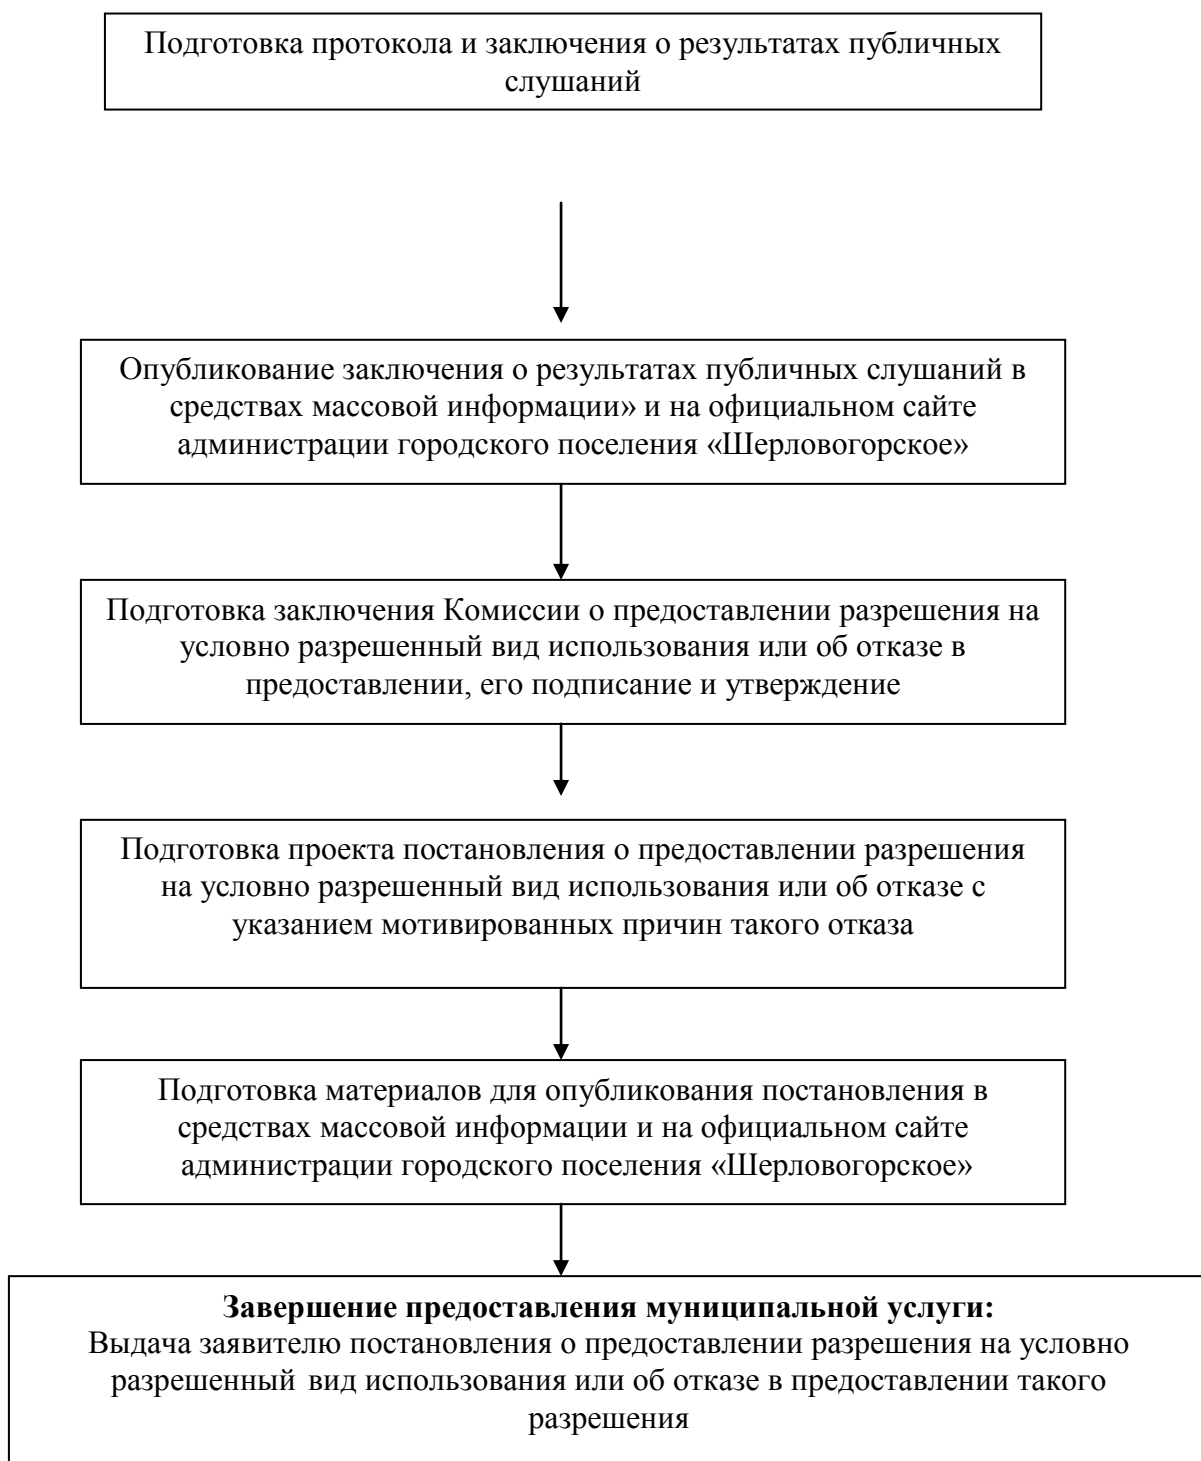 Подготовка протокола и заключения о результатах публичных
слушаний
Опубликование заключения о результатах публичных слушаний в
средствах массовой информации» и на официальном сайте
администрации городского поселения «Шерловогорское»
Подготовка заключения Комиссии о предоставлении разрешения на
условно разрешенный вид использования или об отказе в
предоставлении, его подписание и утверждение
Подготовка проекта постановления о предоставлении разрешения
на условно разрешенный вид использования или об отказе с
указанием мотивированных причин такого отказа
Подготовка материалов для опубликования постановления в
средствах массовой информации и на официальном сайте
администрации городского поселения «Шерловогорское»
Завершение предоставления муниципальной услуги:
Выдача заявителю постановления о предоставлении разрешения на условно
разрешенный вид использования или об отказе в предоставлении такого
разрешения